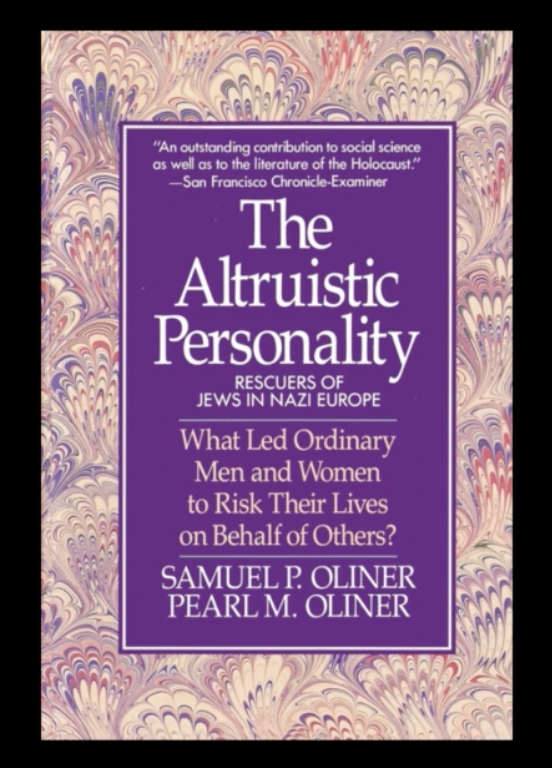 "An outstanding contribution to social science
as well as to the literature of the Holocaust."
—San Francisco Chronicle-Examiner
The
Altruistic
Personality
RESCUERS OF
JEWS IN NAZI EUROPE
What Led Ordinary
Men and Women
to Risk Their Lives
on Behalf of Others?
SAMUEL P. OLINER
PEARL M. OLINER